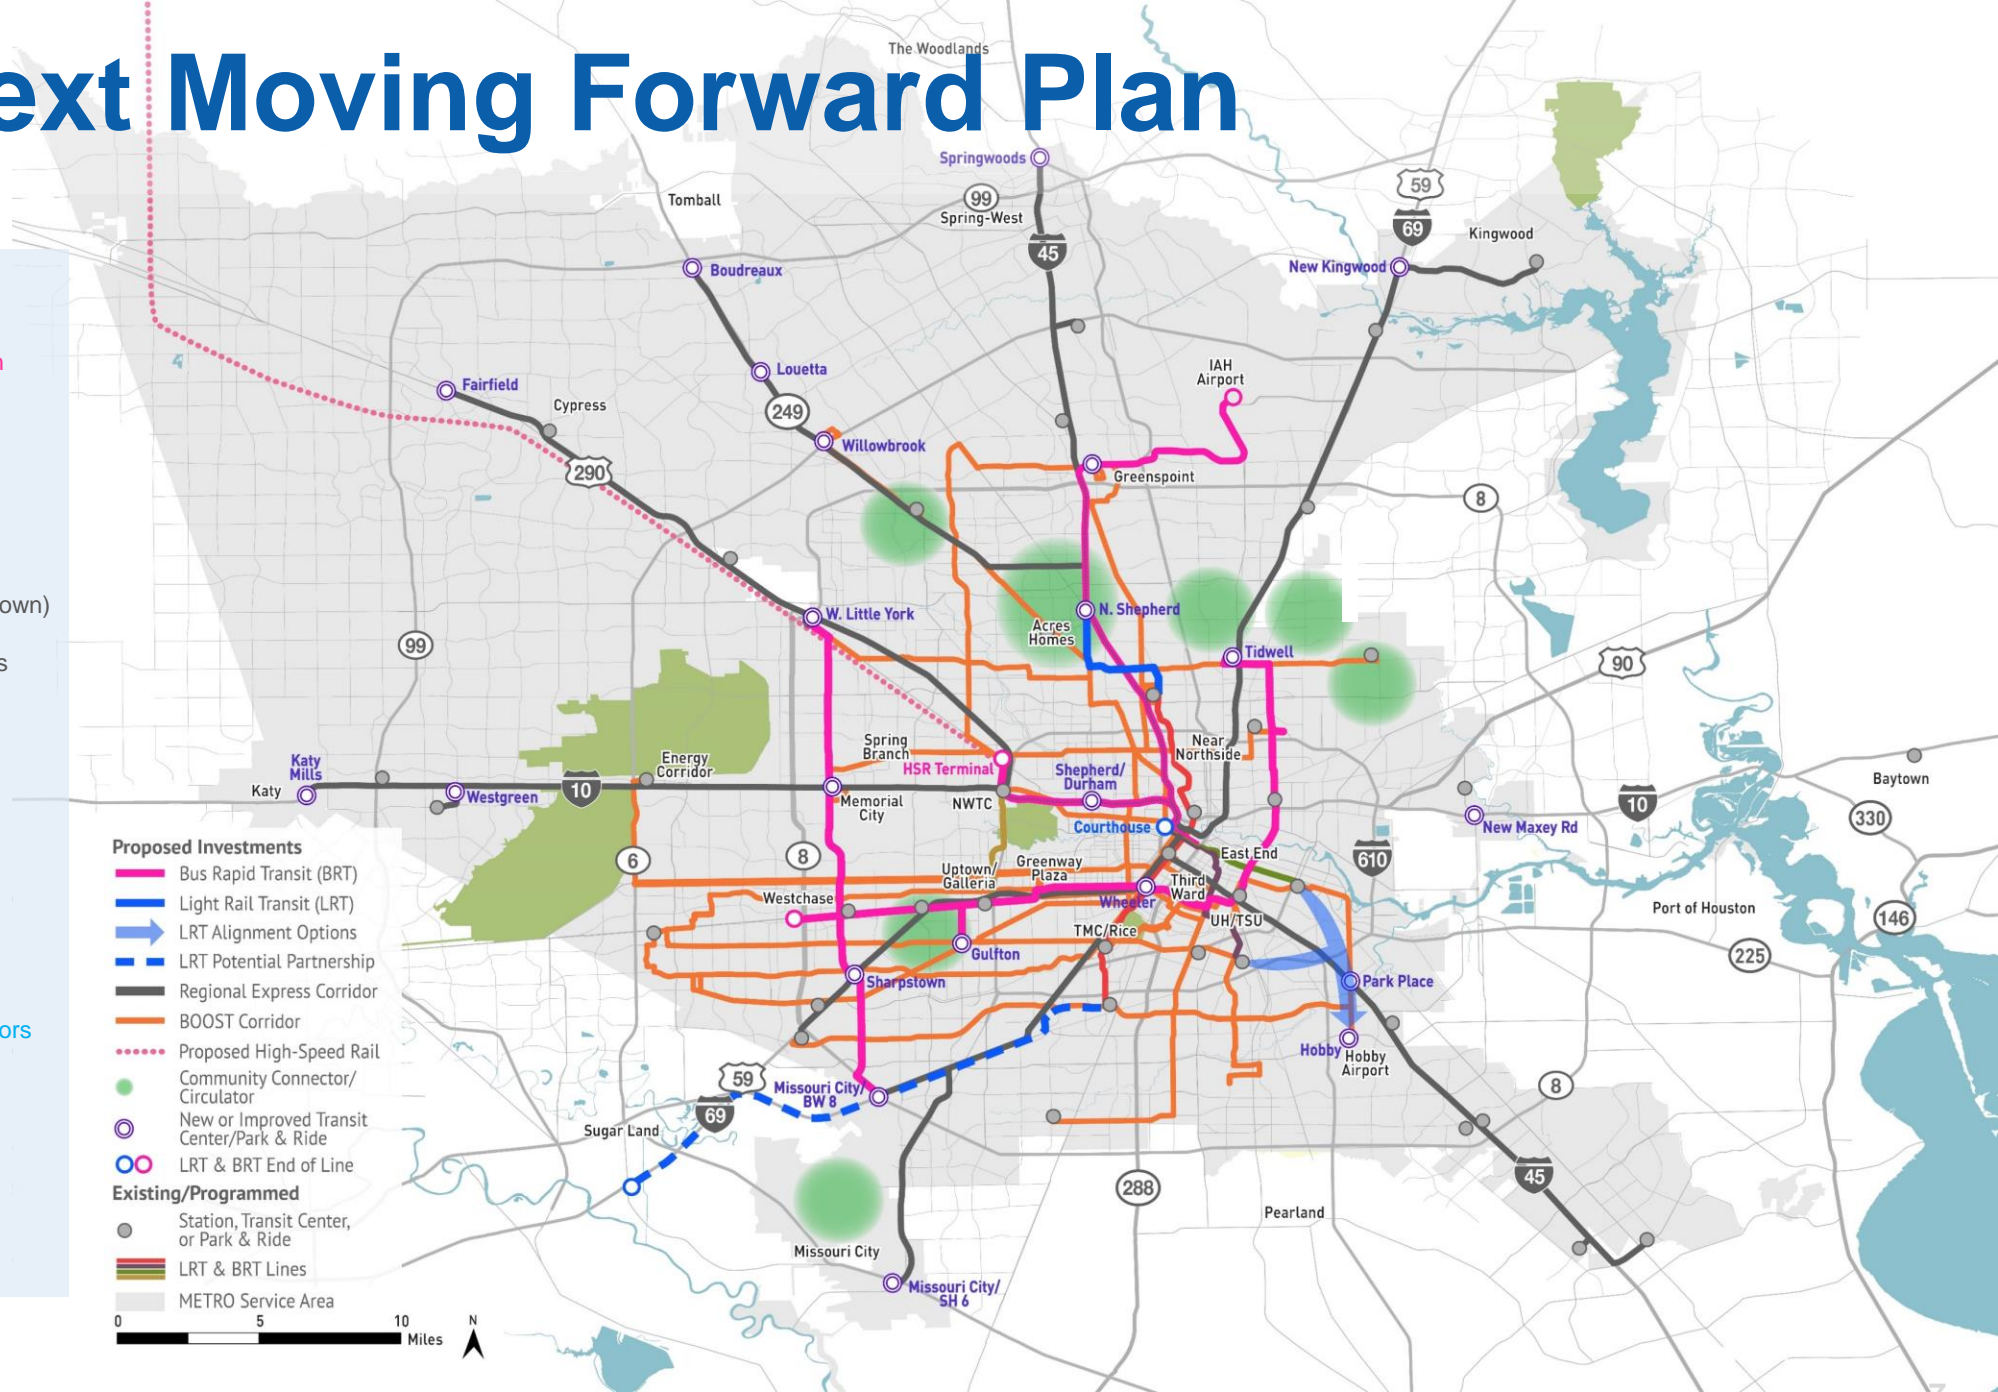 ext Moving Forward Plan
The Woodlands
Springwoods
99
Spring-West
59
69
Tomball
Kingwood
45
Boudreaux
New Kingwood
n
Louetta
IAH
Airport
Fairfield
Cypress
249
Willowbrook
290
Greenspoint
8
own)
W. Little York
N. Shepherd
Acres
Homes
99
s
Tidwell
90
Spring
Branch
Near
Northside
Katy
Mills
Energy
Corridor
HSR Terminal
Shepherd/
Durham
Baytown
Katy
Westgreen
10
Memorial
City
NWTC
10
Courthouse
New Maxey Rd
330
6
8
East End
610
Uptown/
Galleria
Greenway
Plaza
Westchase
Wheeler
Third
Ward
Port of Houston
146
TMC/Rice
UH/TSU
225
Gulfton
Sharpstown
Park Place
ors
Hobby
Hobby
Airport
59
Missouri City/
BW 8
8
69
Sugar Land
45
288
Pearland
Missouri City
Missouri City/
SH 6
Proposed Investments
Bus Rapid Transit (BRT)
Light Rail Transit (LRT)
LRT Alignment Options
LRT Potential Partnership
Regional Express Corridor
BOOST Corridor
Proposed High-Speed Rail
Community Connector/
Circulator
New or Improved Transit
Center/Park & Ride
LRT & BRT End of Line
Existing/Programmed
Station, Transit Center,
or Park & Ride
LRT & BRT Lines
METRO Service Area
0 5 10
Miles
N